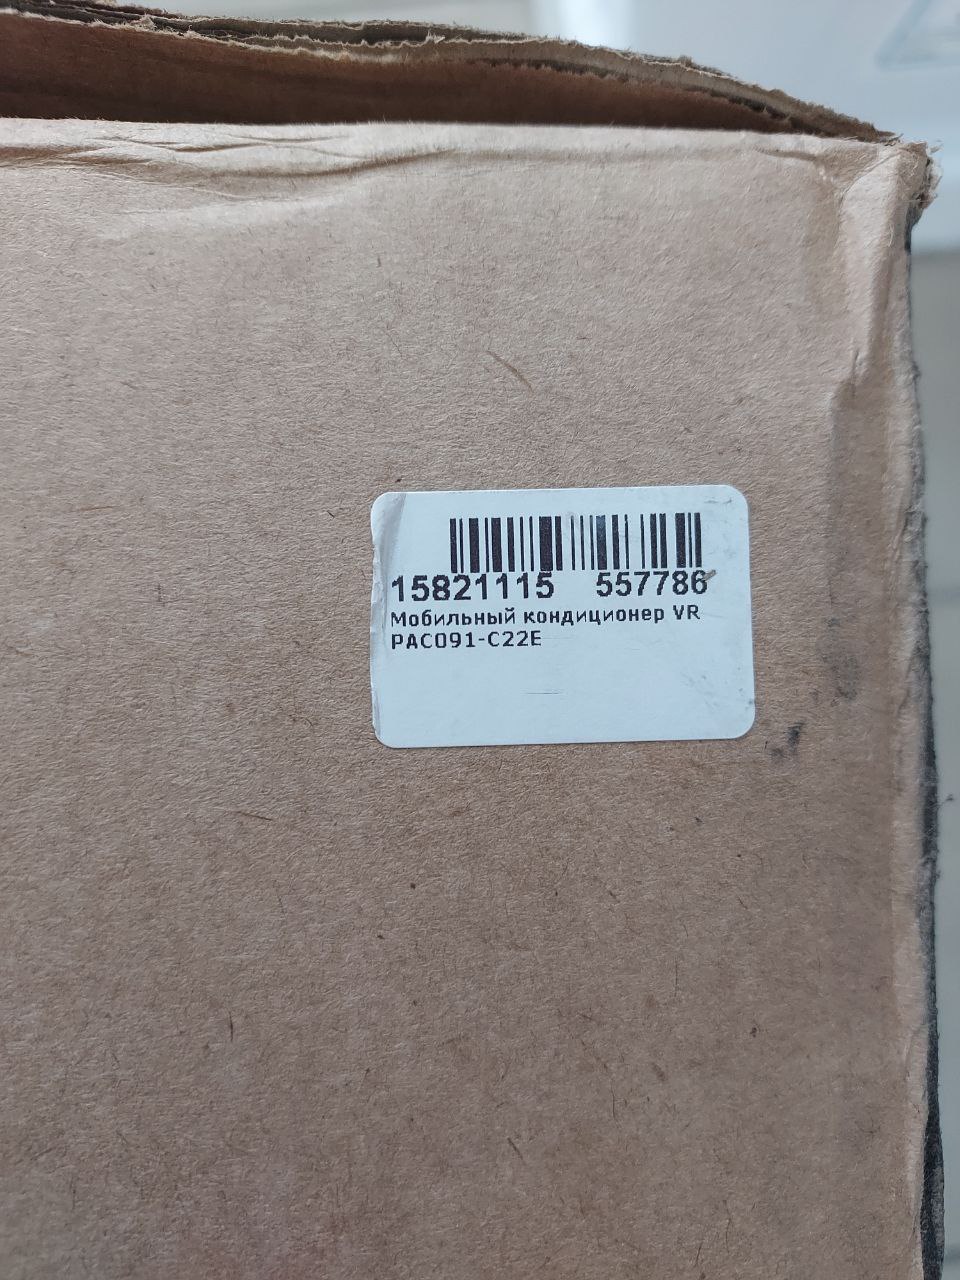 15821115 557786
Мобильный кондиционер VR
PAC091-C22E